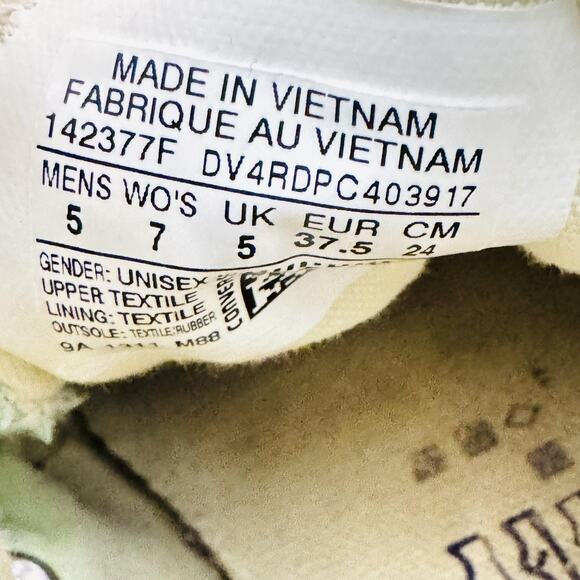 MADE IN VIETNAM
FABRIQUE AU VIETNAM
142377F DV4RDPC403917
MENS WO'S UK EUR CM
5 7 5 37.5 24
GENDER: UNISEX
UPPER: TEXTILE
LINING: TEXTILE
OUTSOLE: TEXTILE/RUBBER
M88